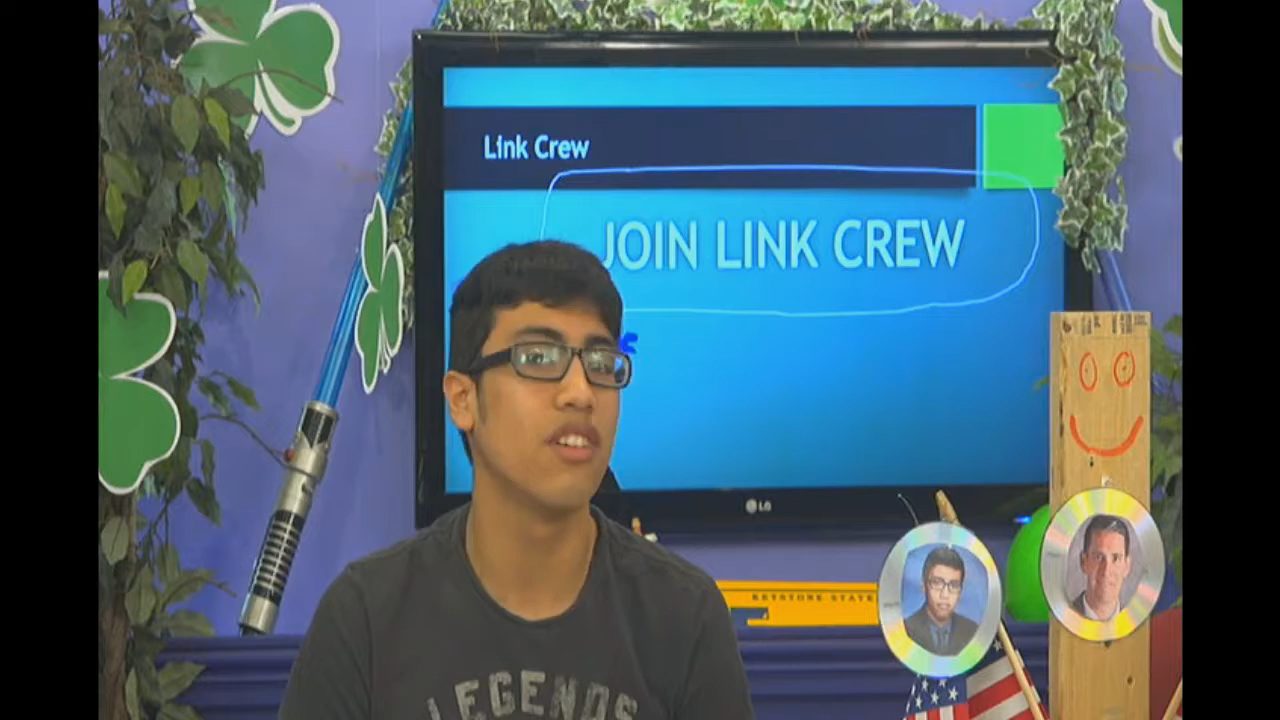 Link Crew
JOIN LINK CREW
LG
KEYSTONE STATE
LEGENDS